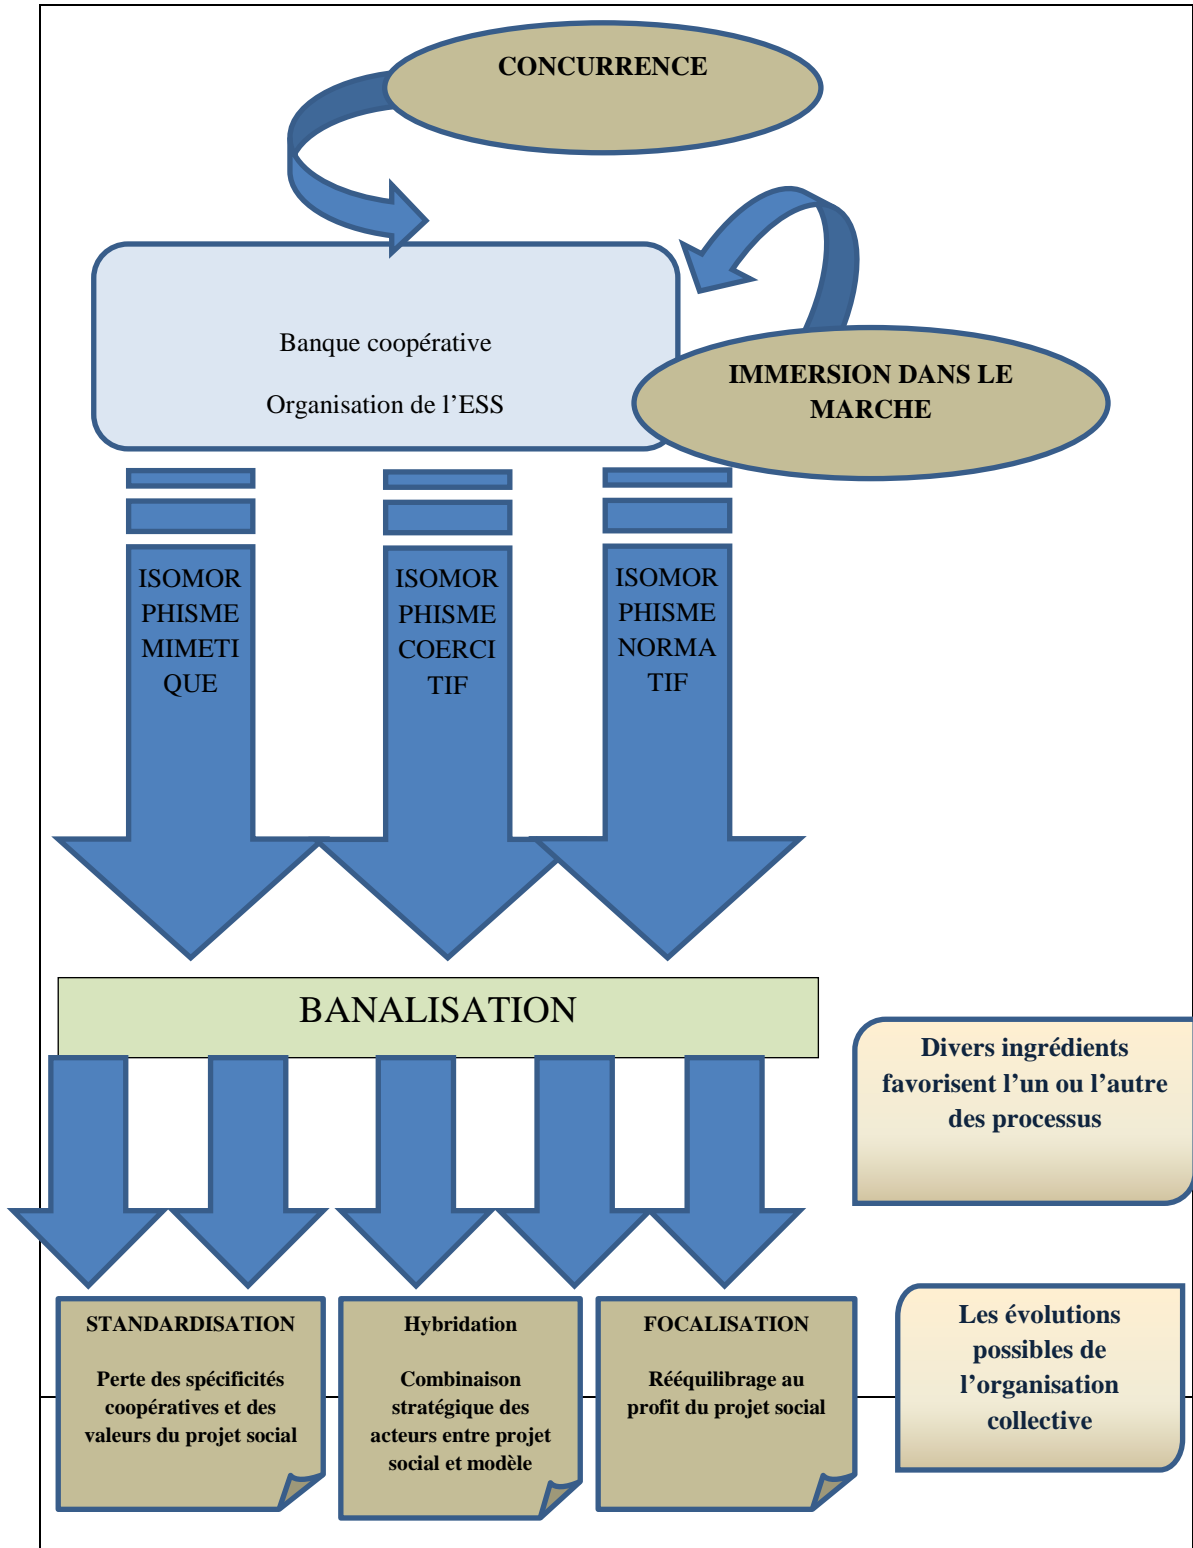 CONCURRENCE
Banque coopérative
Organisation de l’ESS
IMMERSION DANS LE
MARCHE
ISOMOR
PHISME
MIMETI
QUE
ISOMOR
PHISME
COERCI
TIF
ISOMOR
PHISME
NORMA
TIF
BANALISATION
Divers ingrédients
favorisent l’un ou l’autre
des processus
STANDARDISATION
Perte des spécificités
coopératives et des
valeurs du projet social
Hybridation
Combinaison
stratégique des
acteurs entre projet
social et modèle
FOCALISATION
Rééquilibrage au
profit du projet social
Les évolutions
possibles de
l’organisation
collective